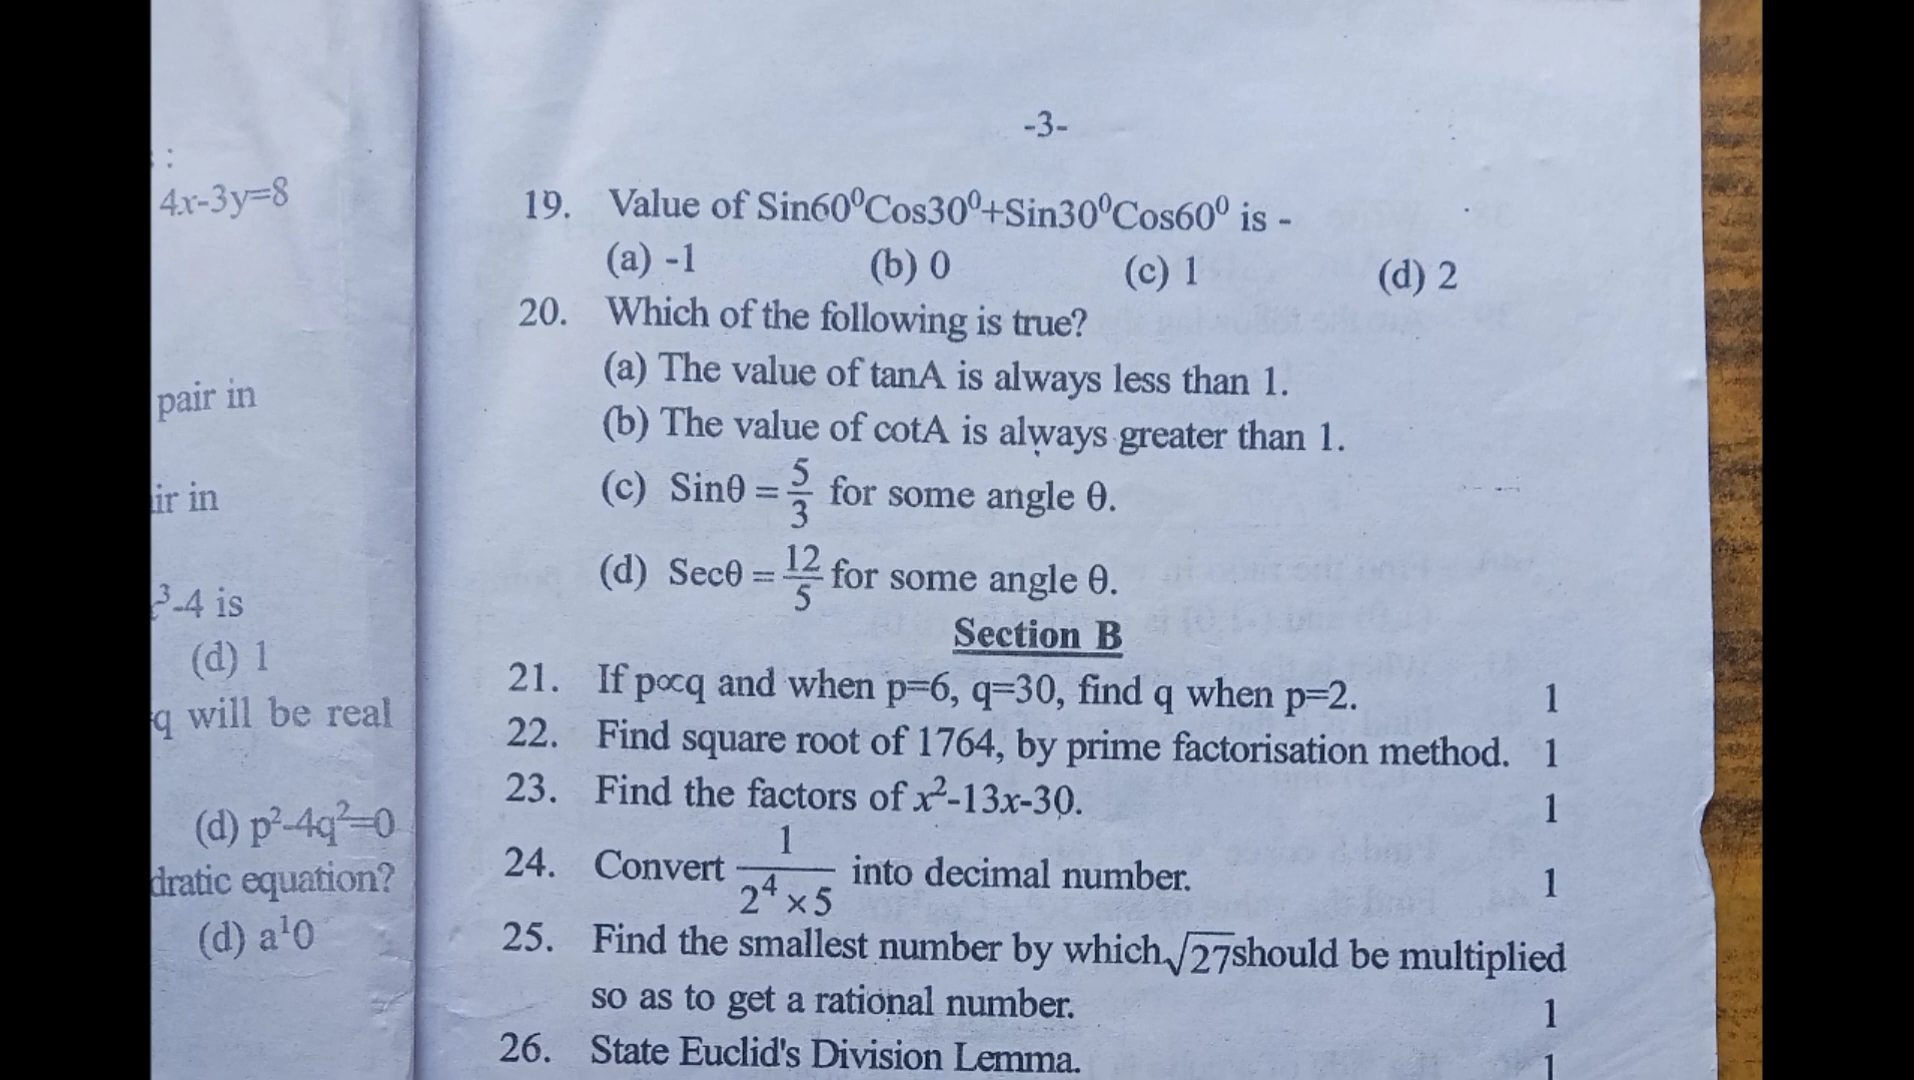 :
4x-3y=8
pair in
ir in
³-4 is
(d) 1
q will be real
(d) p²-4q²=0
dratic equation?
(d) a¹0
-3-
19. Value of Sin60⁰Cos30⁰+Sin30⁰Cos60⁰ is -
(a) -1 (b) 0 (c) 1 (d) 2
20. Which of the following is true?
(a) The value of tanA is always less than 1.
(b) The value of cotA is always greater than 1.
(c) Sinθ = 5/3 for some angle θ.
(d) Secθ = 12/5 for some angle θ.
Section B
21. If p∝q and when p=6, q=30, find q when p=2. 1
22. Find square root of 1764, by prime factorisation method. 1
23. Find the factors of x²-13x-30. 1
24. Convert 1/(2⁴ × 5) into decimal number. 1
25. Find the smallest number by which √27 should be multiplied
so as to get a rational number. 1
26. State Euclid's Division Lemma. 1